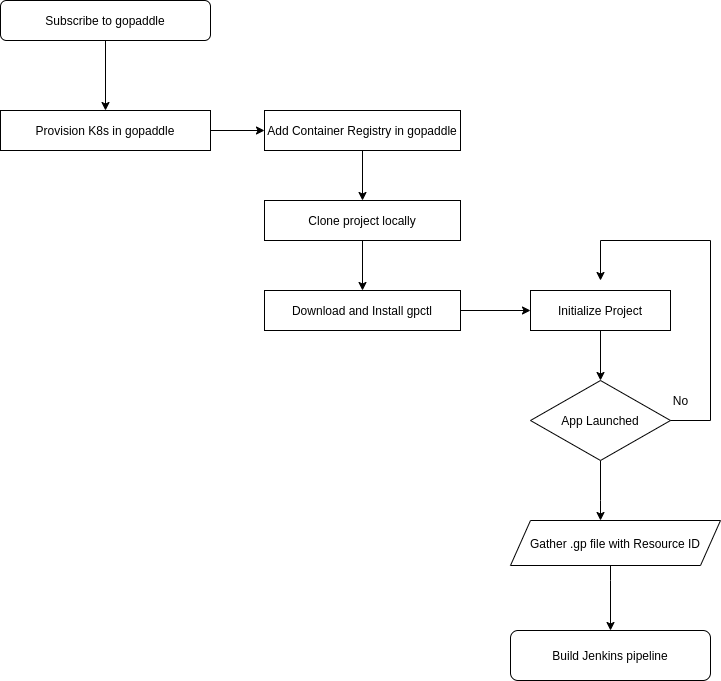 Subscribe to gopaddle
Provision K8s in gopaddle
Add Container Registry in gopaddle
Clone project locally
Download and Install gpctl
Initialize Project
App Launched
No
Gather .gp file with Resource ID
Build Jenkins pipeline